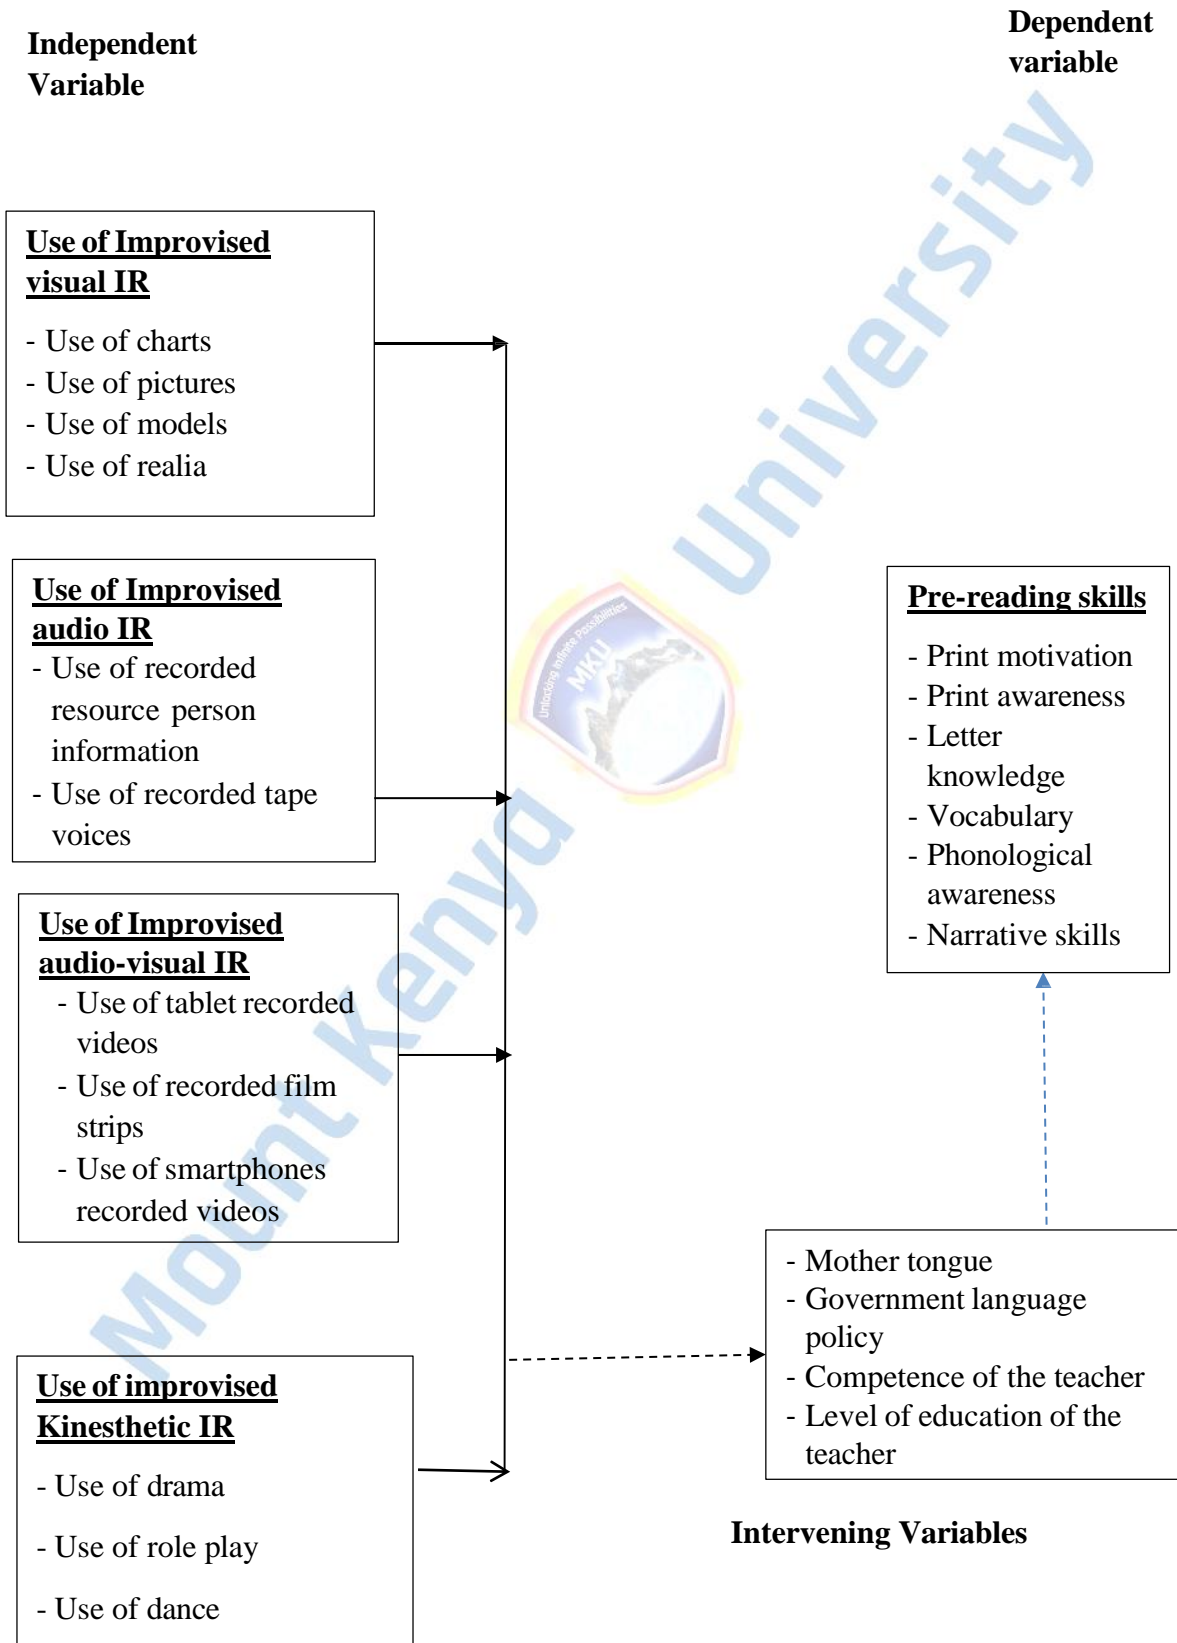 Independent
Variable
Dependent
variable
Use of Improvised
visual IR
- Use of charts
- Use of pictures
- Use of models
- Use of realia
Use of Improvised
audio IR
- Use of recorded
resource person
information
- Use of recorded tape
voices
Use of Improvised
audio-visual IR
- Use of tablet recorded
videos
- Use of recorded film
strips
- Use of smartphones
recorded videos
Use of improvised
Kinesthetic IR
- Use of drama
- Use of role play
- Use of dance
Pre-reading skills
- Print motivation
- Print awareness
- Letter
knowledge
- Vocabulary
- Phonological
awareness
- Narrative skills
- Mother tongue
- Government language
policy
- Competence of the teacher
- Level of education of the
teacher
Intervening Variables
Mount Kenya University
Unlocking Infinite Possibilities
MKU